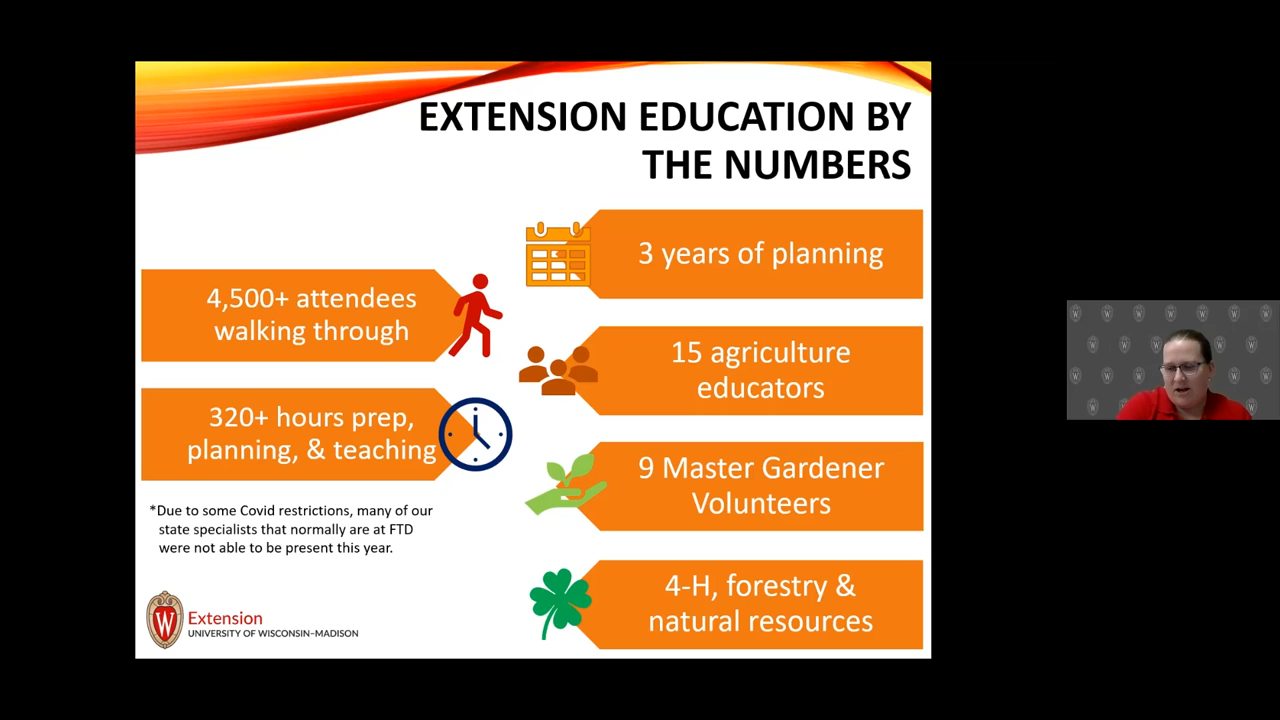 EXTENSION EDUCATION BY
THE NUMBERS
4,500+ attendees
walking through
320+ hours prep,
planning, & teaching
*Due to some Covid restrictions, many of our
state specialists that normally are at FTD
were not able to be present this year.
3 years of planning
15 agriculture
educators
9 Master Gardener
Volunteers
4-H, forestry &
natural resources
W
Extension
UNIVERSITY OF WISCONSIN–MADISON